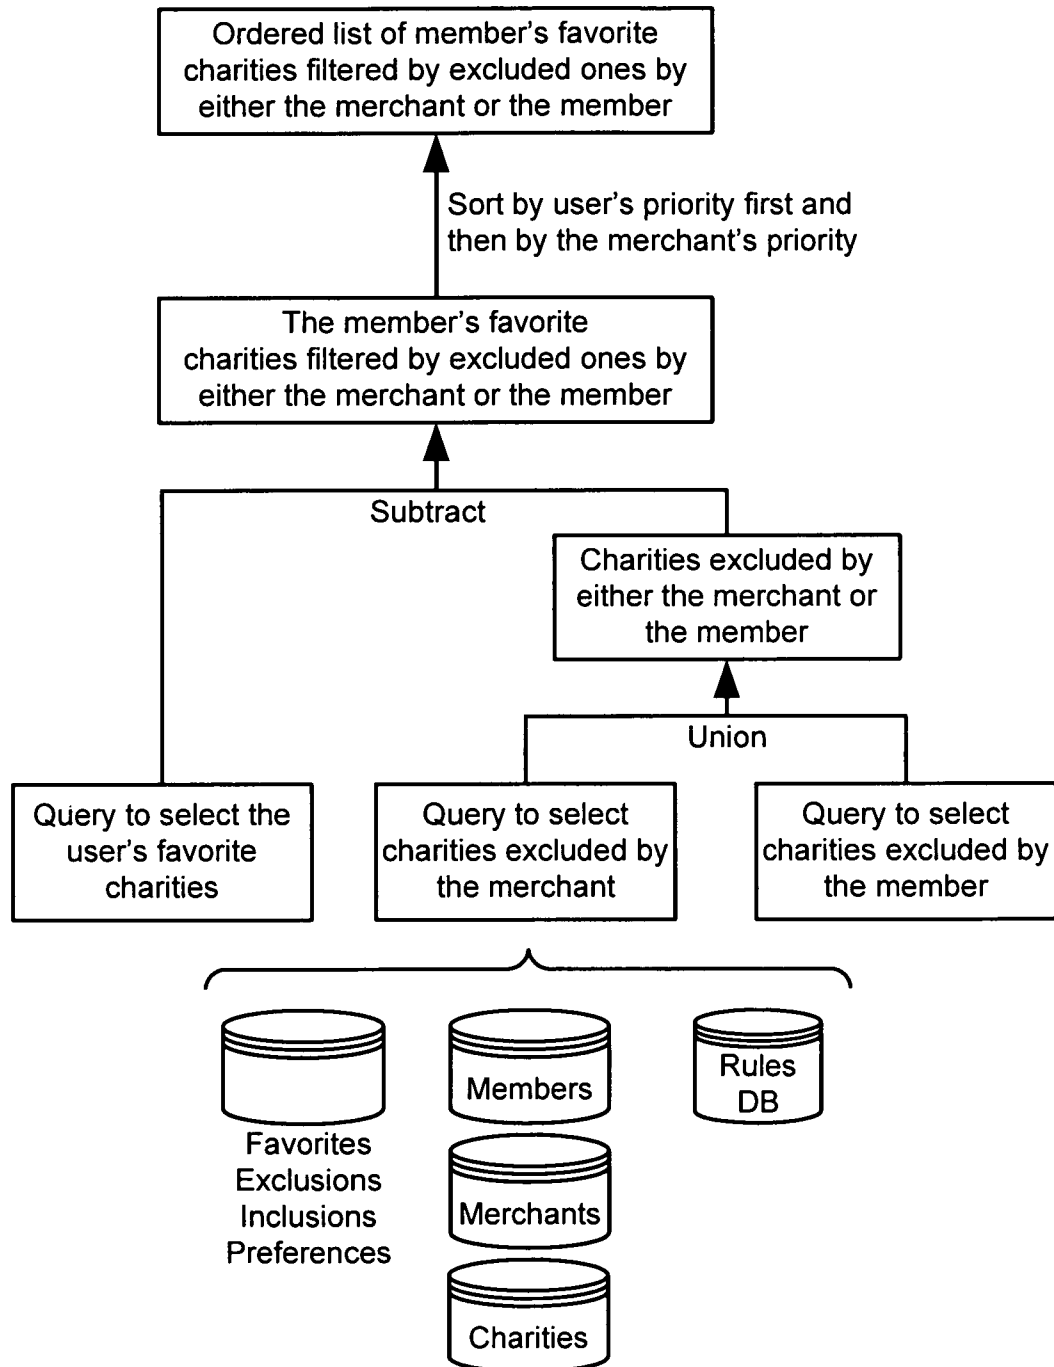 Ordered list of member's favorite
charities filtered by excluded ones by
either the merchant or the member
Sort by user's priority first and
then by the merchant's priority
The member's favorite
charities filtered by excluded ones by
either the merchant or the member
Subtract
Charities excluded by
either the merchant or
the member
Union
Query to select the
user's favorite
charities
Query to select
charities excluded by
the merchant
Query to select
charities excluded by
the member
Favorites
Exclusions
Inclusions
Preferences
Members
Merchants
Charities
Rules
DB